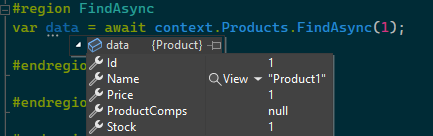 #region FindAsync
var data = await context.Products.FindAsync(1);
data {Product}
Id 1
#endregion Name View "Product1"
Price 1
#region ProductComps null
Stock 1